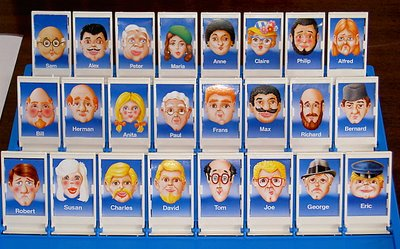 Sam Alex Peter Maria Anne Claire Philip Alfred
Bill Herman Anita Paul Frans Max Richard Bernard
Robert Susan Charles David Tom Joe George Eric